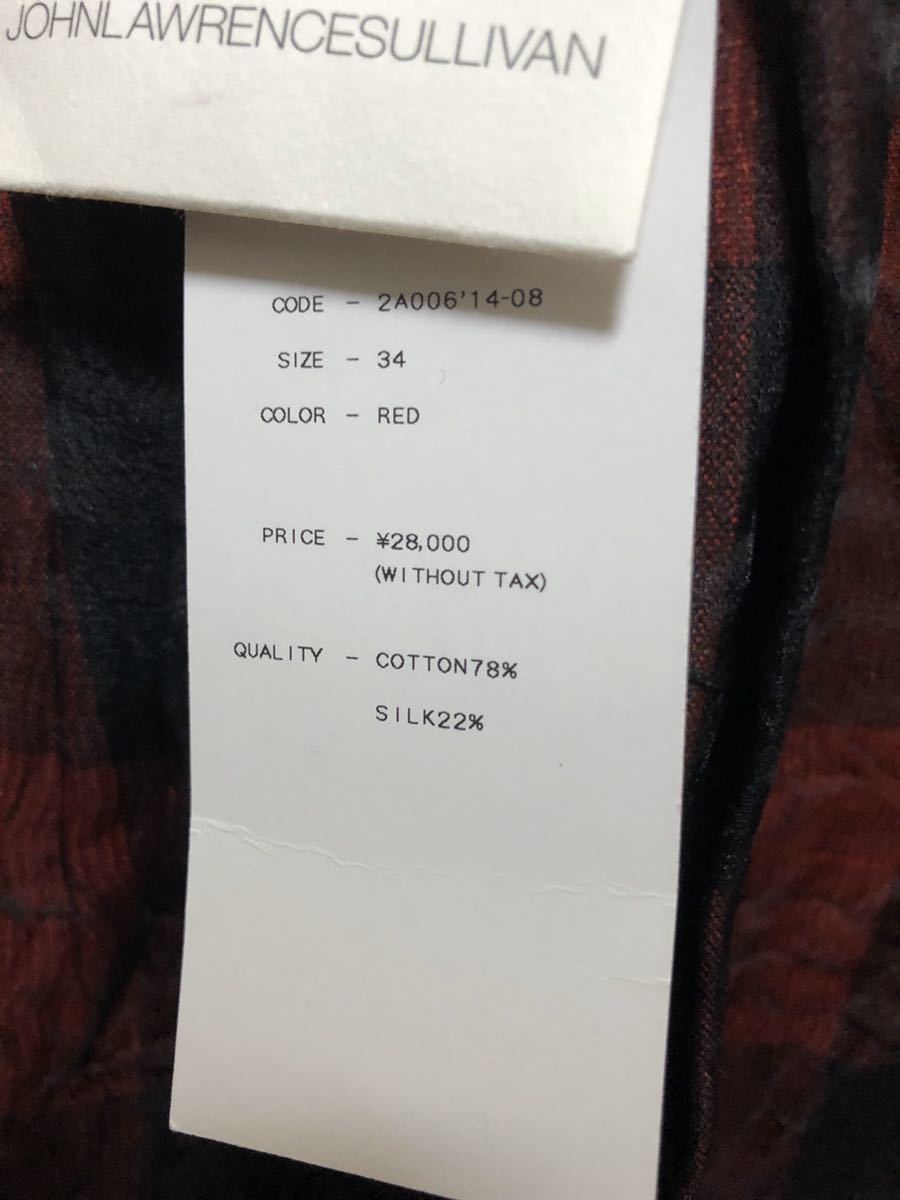 JOHNLAWRENCESULLIVAN
CODE - 2A006'14-08
SIZE - 34
COLOR - RED
PRICE - ¥28,000
(WITHOUT TAX)
QUALITY - COTTON78%
SILK22%